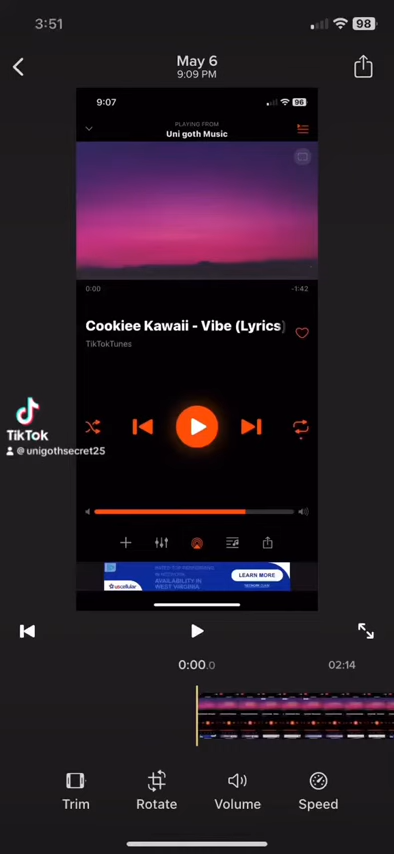 3:51
98
May 6
9:09 PM
9:07
96
PLAYING FROM
Uni goth Music
0:00
-1:42
Cookiee Kawaii - Vibe (Lyrics)
TikTokTunes
TikTok
@unigothsecret25
AVAILABILITY IN
WEST VIRGINIA.
LEARN MORE
uscellular
0:00.0
02:14
Trim
Rotate
Volume
Speed